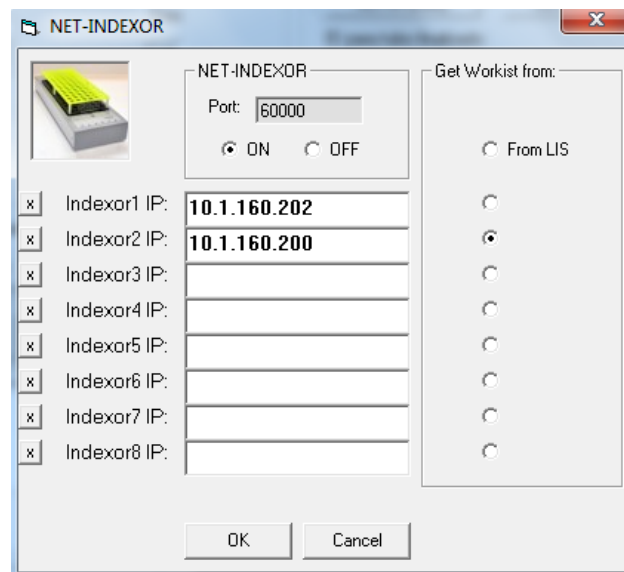 NET-INDEXOR
NET-INDEXOR
Get Workist from:
Port: 60000
ON OFF
From LIS
x Indexor1 IP: 10.1.160.202
x Indexor2 IP: 10.1.160.200
x Indexor3 IP:
x Indexor4 IP:
x Indexor5 IP:
x Indexor6 IP:
x Indexor7 IP:
x Indexor8 IP:
OK Cancel